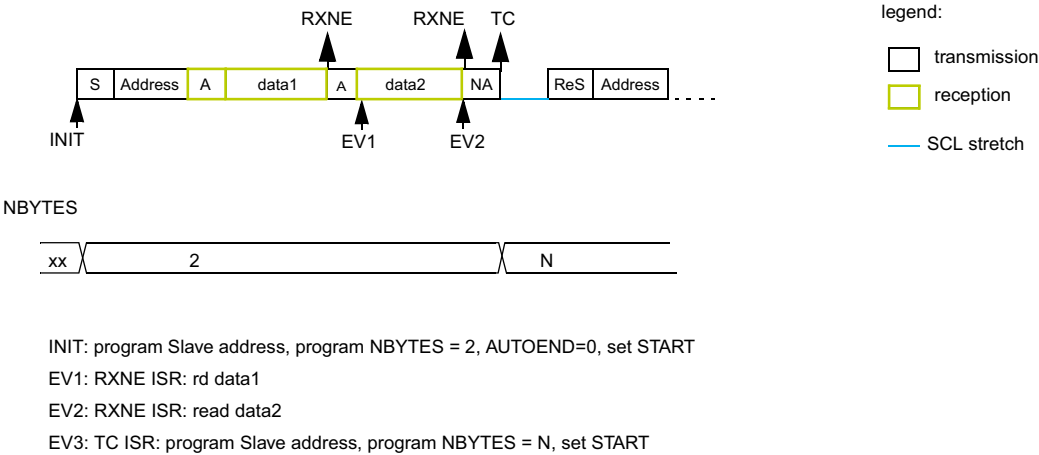 legend:
RXNE RXNE TC
transmission
S Address A data1 A data2 NA ReS Address
reception
INIT EV1 EV2
SCL stretch
NBYTES
xx 2 N
INIT: program Slave address, program NBYTES = 2, AUTOEND=0, set START
EV1: RXNE ISR: rd data1
EV2: RXNE ISR: read data2
EV3: TC ISR: program Slave address, program NBYTES = N, set START